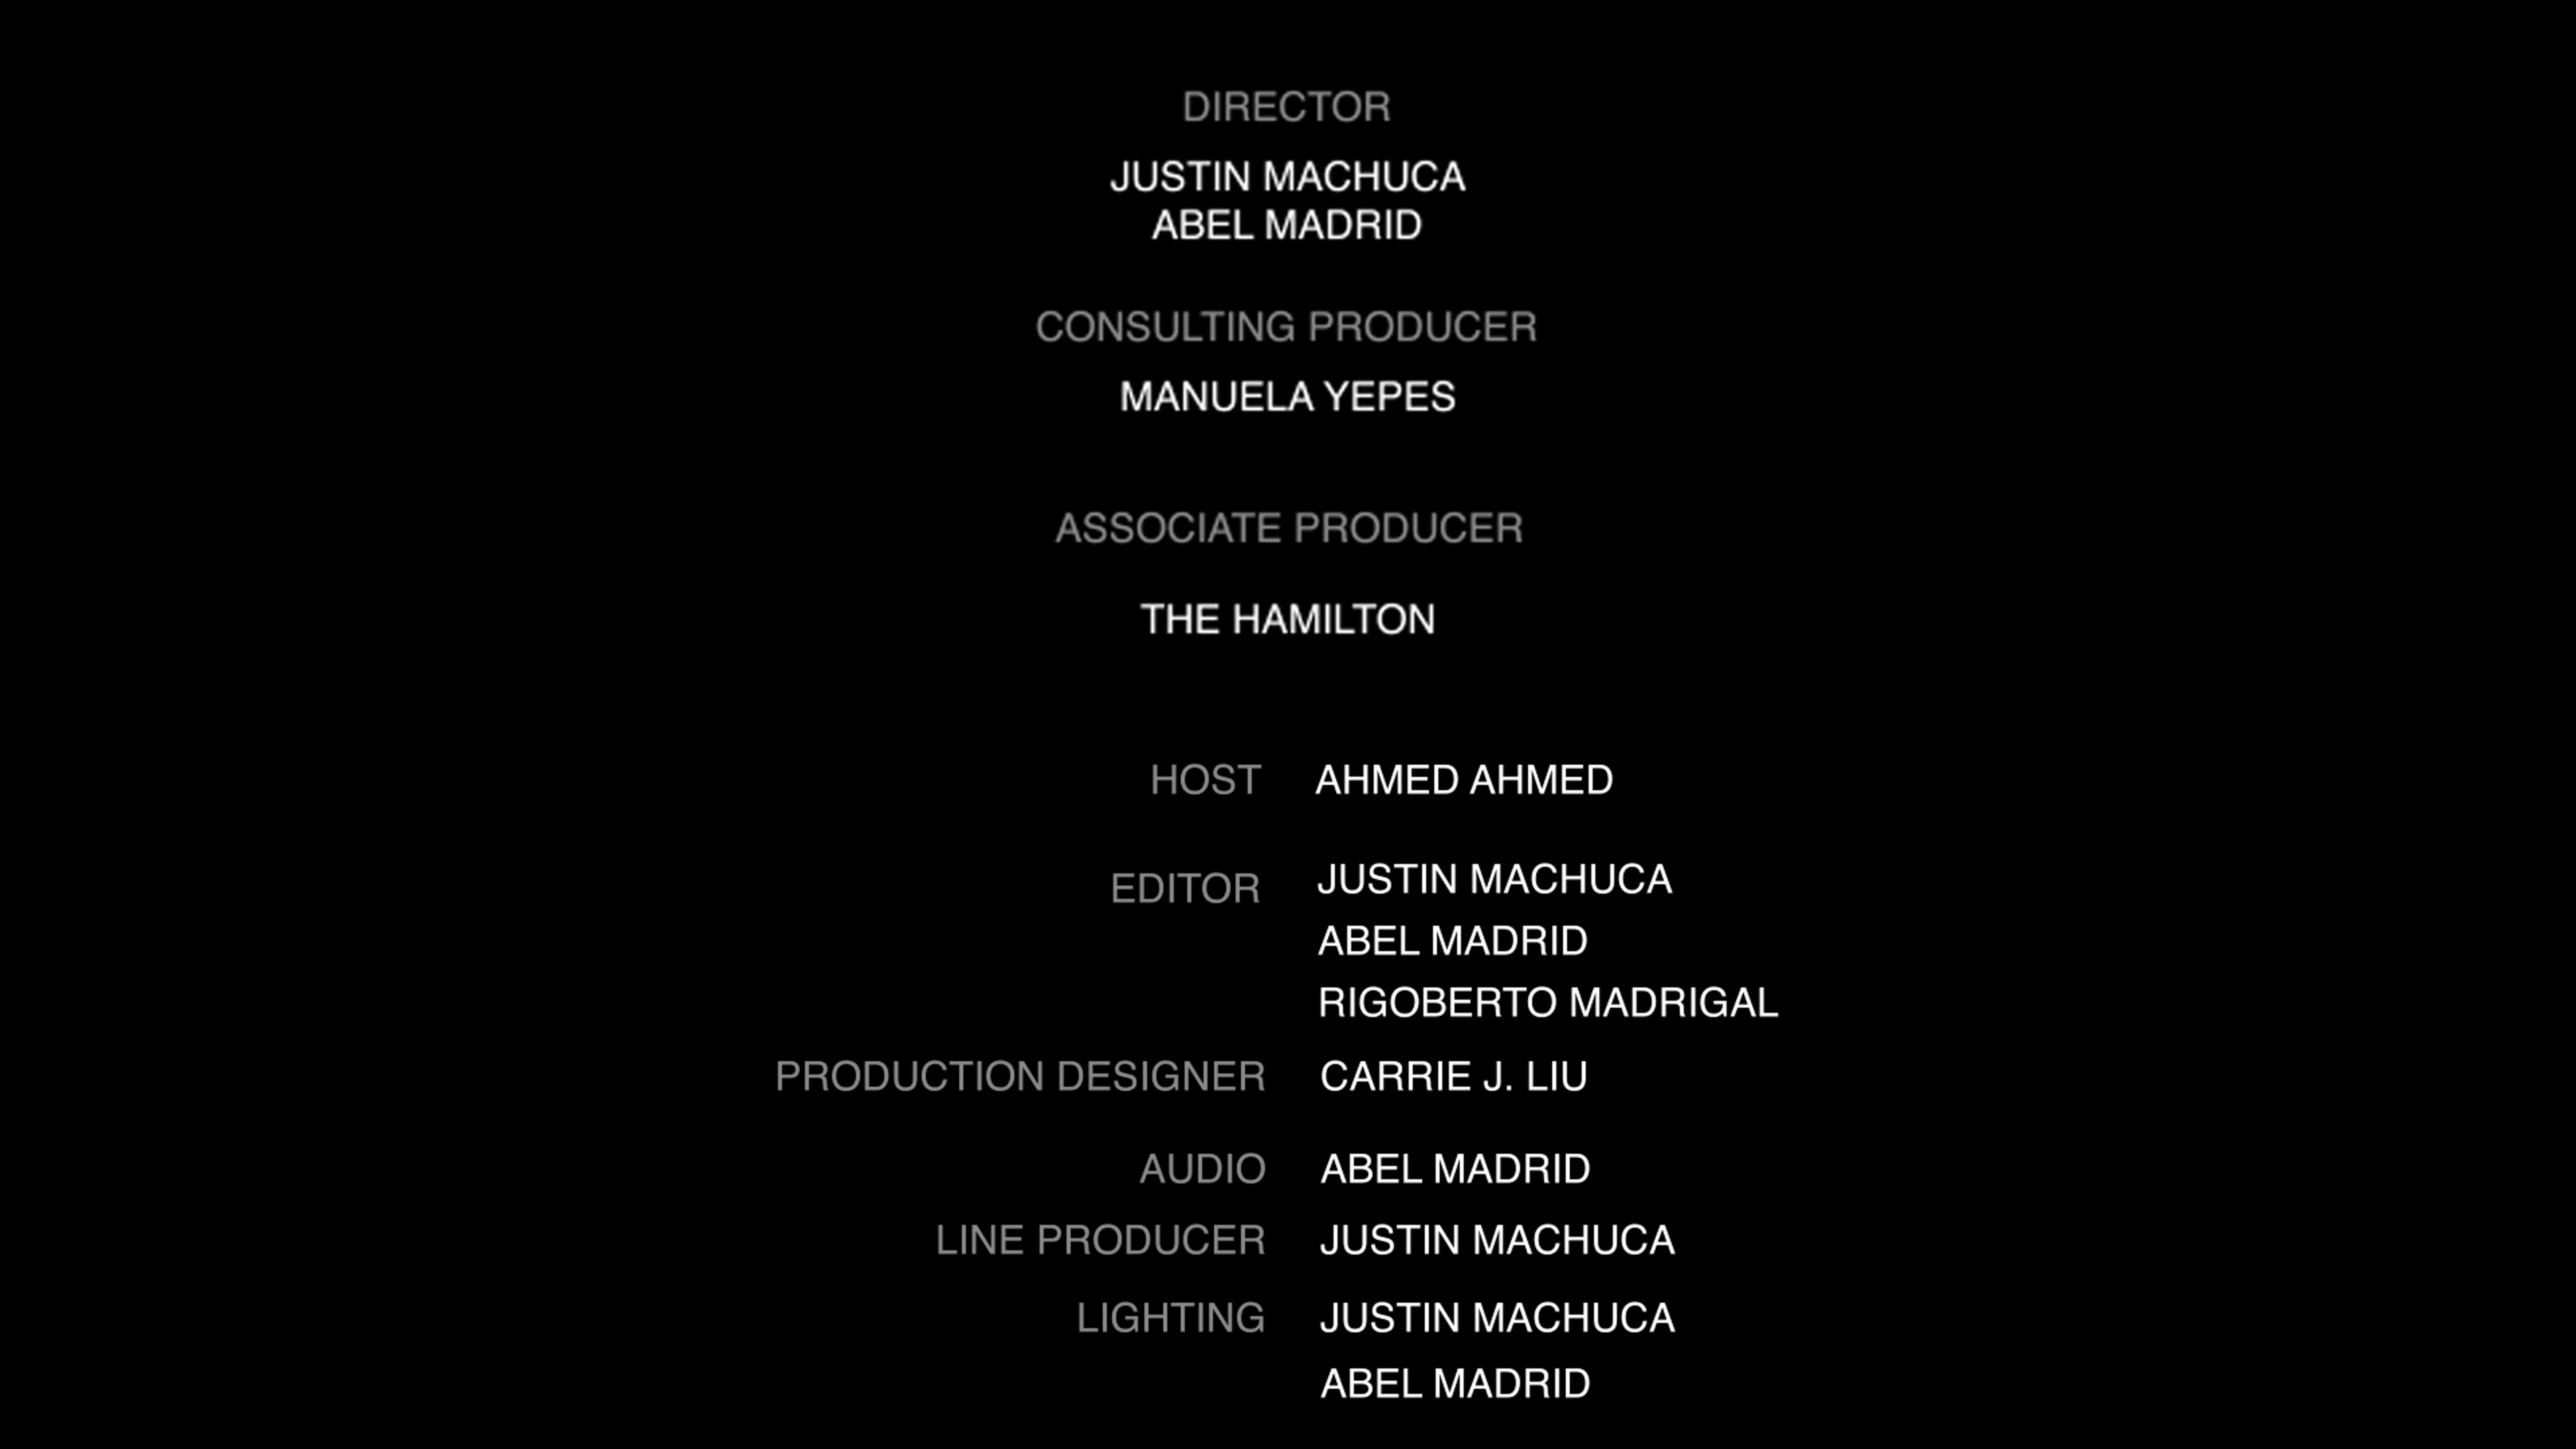 DIRECTOR
JUSTIN MACHUCA
ABEL MADRID
CONSULTING PRODUCER
MANUELA YEPES
ASSOCIATE PRODUCER
THE HAMILTON
HOST AHMED AHMED
EDITOR JUSTIN MACHUCA
ABEL MADRID
RIGOBERTO MADRIGAL
PRODUCTION DESIGNER CARRIE J. LIU
AUDIO ABEL MADRID
LINE PRODUCER JUSTIN MACHUCA
LIGHTING JUSTIN MACHUCA
ABEL MADRID